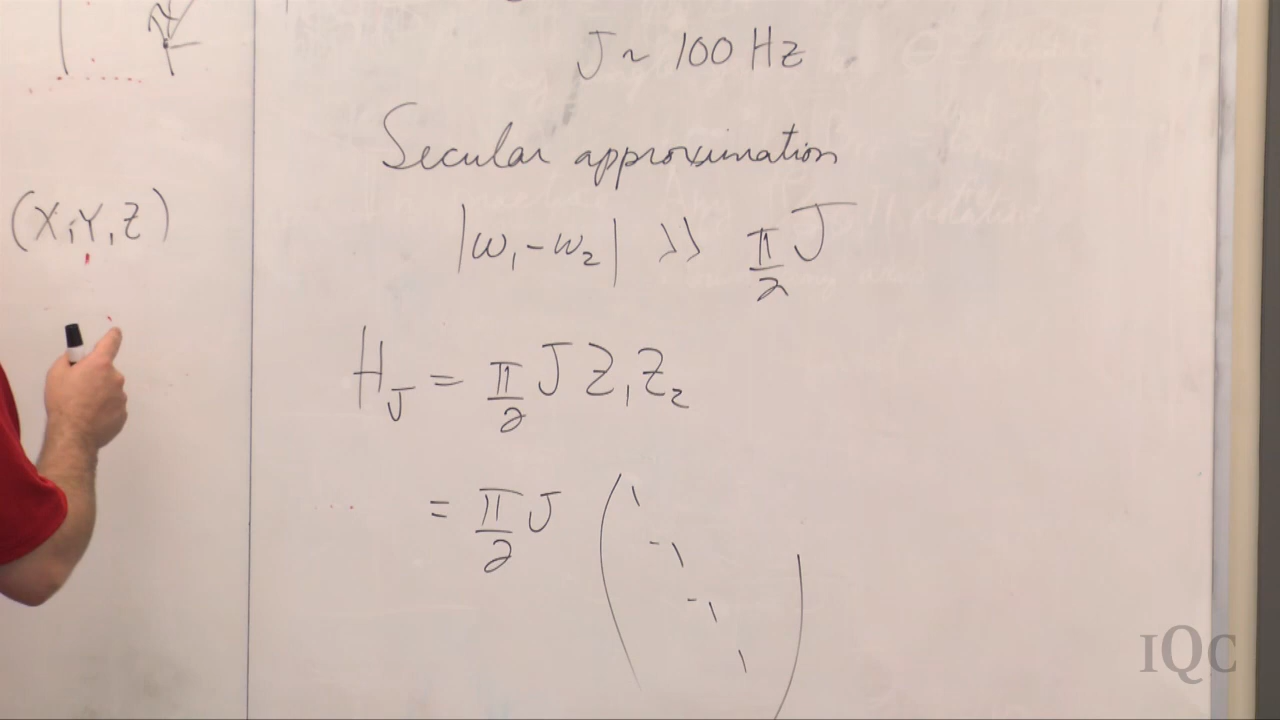 (X,Y,Z)
J ~ 100 Hz
Secular approximation
|ω₁-ω₂| >> π/2 J
H_J = π/2 J Z₁Z₂
= π/2 J (1
-1
-1
1)
IQC